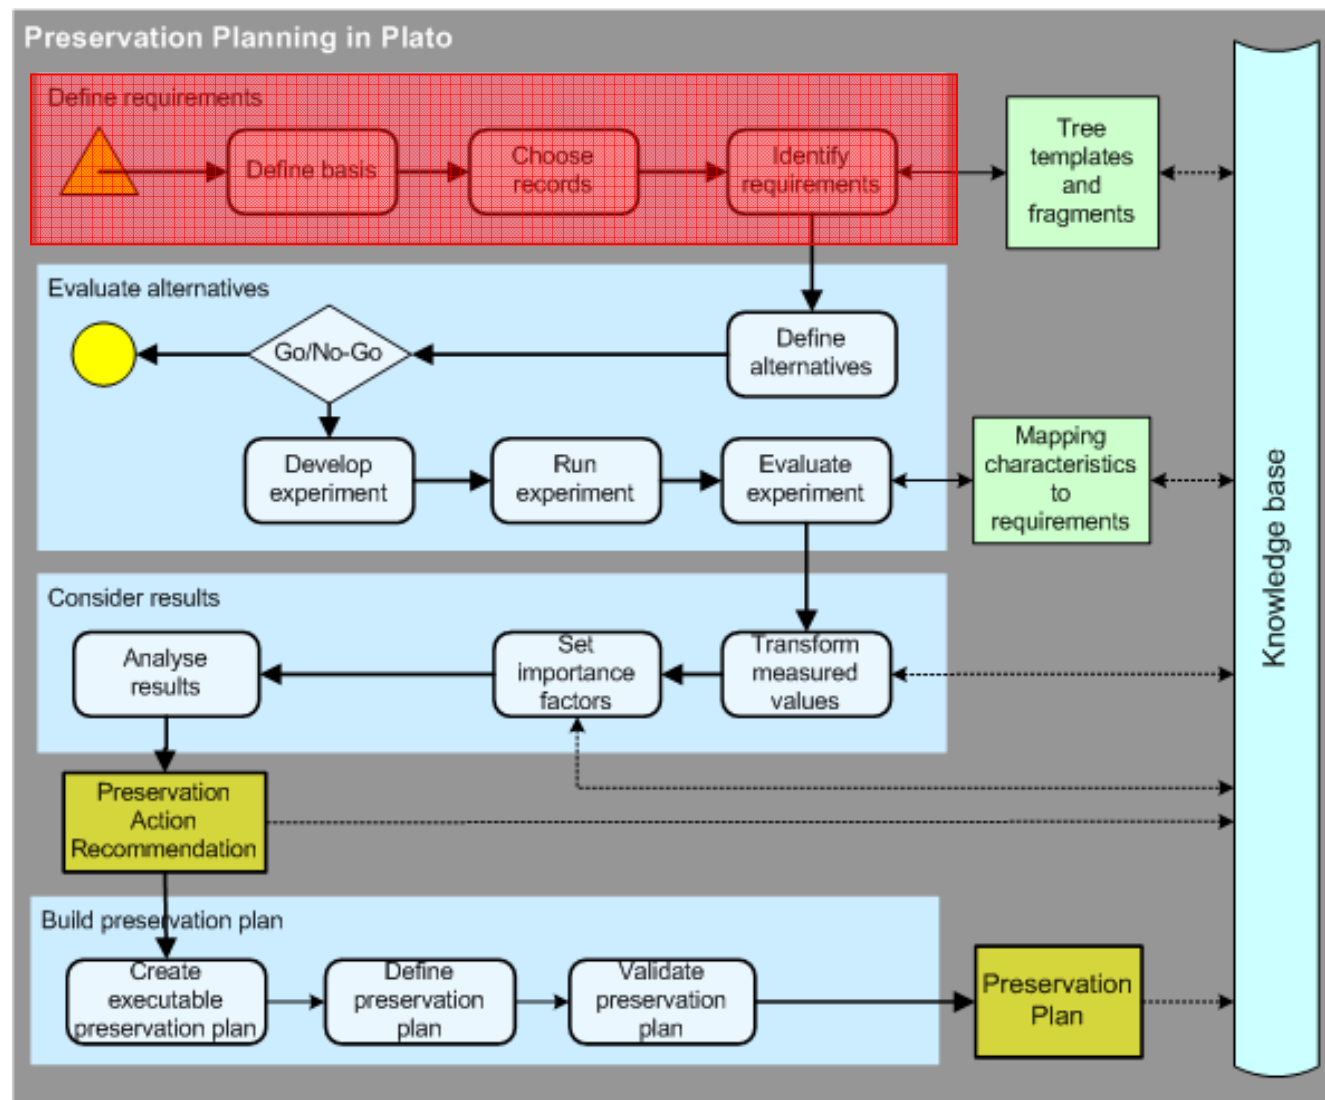 Preservation Planning in Plato
Define requirements
Define basis
Choose
records
Identify
requirements
Tree
templates
and
fragments
Evaluate alternatives
Go/No-Go
Define
alternatives
Develop
experiment
Run
experiment
Evaluate
experiment
Mapping
characteristics
to
requirements
Knowledge base
Consider results
Analyse
results
Set
importance
factors
Transform
measured
values
Preservation
Action
Recommendation
Build preservation plan
Create
executable
preservation plan
Define
preservation
plan
Validate
preservation
plan
Preservation
Plan